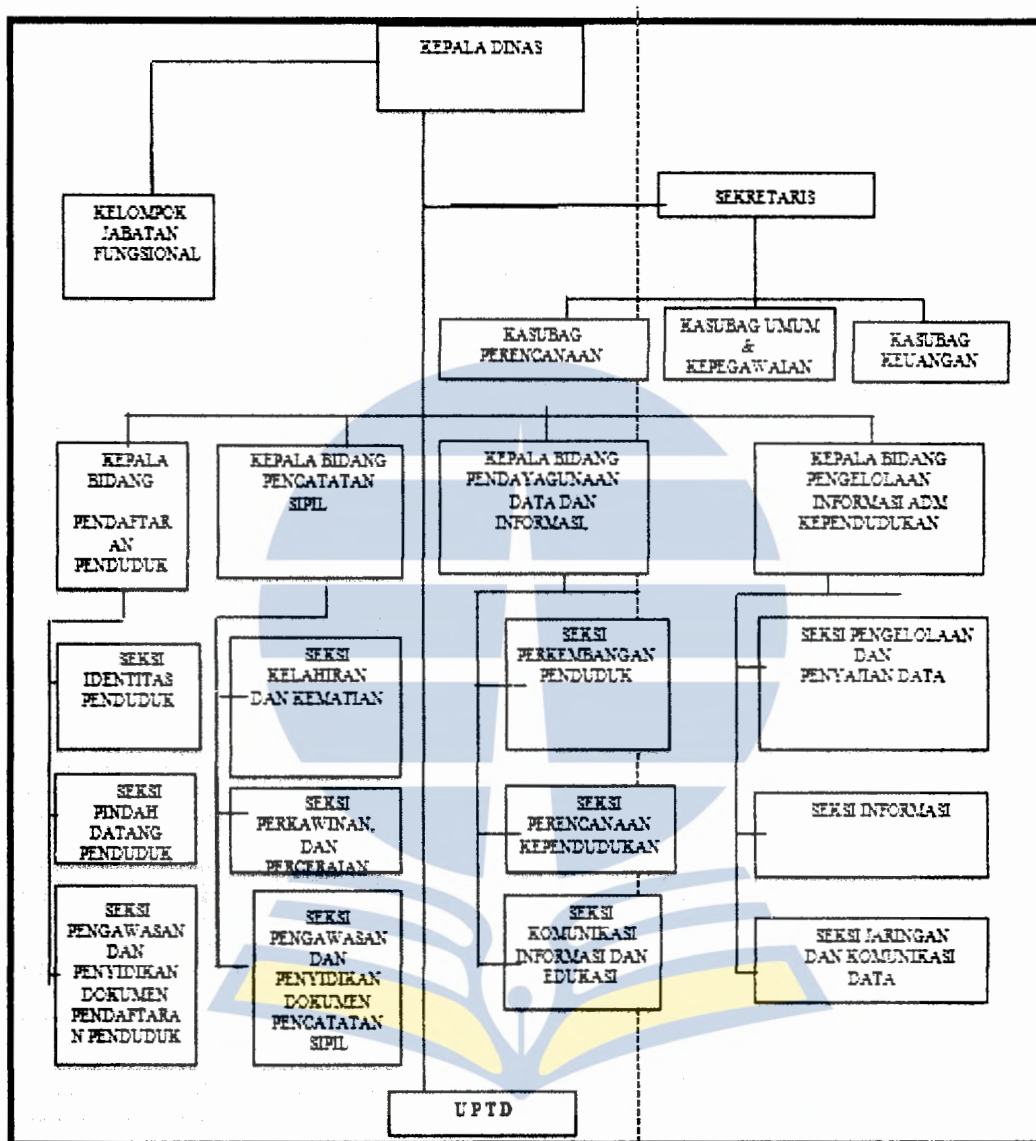 KEPALA DINAS
SEKRETARIS
KELOMPOK
JABATAN
FUNGSIONAL
KASUBAG
PERENCANAAN
KASUBAG UMUM
&
KEPEGAWAIAN
KASUBAG
KEUANGAN
KEPALA
BIDANG
PENDAFTAR
AN
PENDUDUK
KEPALA BIDANG
PENCATATAN
SIPIL
KEPALA BIDANG
PENDAYAGUNAAN
DATA DAN
INFORMASI,
KEPALA BIDANG
PENGELOLAAN
INFORMASI ADM
KEPENDUDUKAN
SEKSI
IDENTITAS
PENDUDUK
SEKSI
KELAHIRAN
DAN KEMATIAN
SEKSI
PERKEMBANGAN
PENDUDUK
SEKSI PENGELOLAAN
DAN
PENYAJIAN DATA
SEKSI
PINDAH
DATANG
PENDUDUK
SEKSI
PERKAWINAN,
DAN
PERCERAIAN
SEKSI
PERENCANAAN
KEPENDUDUKAN
SEKSI INFORMASI
SEKSI
PENGAWASAN
DAN
PENYIDIKAN
DOKUMEN
PENDAFTARA
N PENDUDUK
SEKSI
PENGAWASAN
DAN
PENYIDIKAN
DOKUMEN
PENCATATAN
SIPIL
SEKSI
KOMUNIKASI
INFORMASI DAN
EDUKASI
SEKSI JARINGAN
DAN KOMUNIKASI
DATA
UPTD